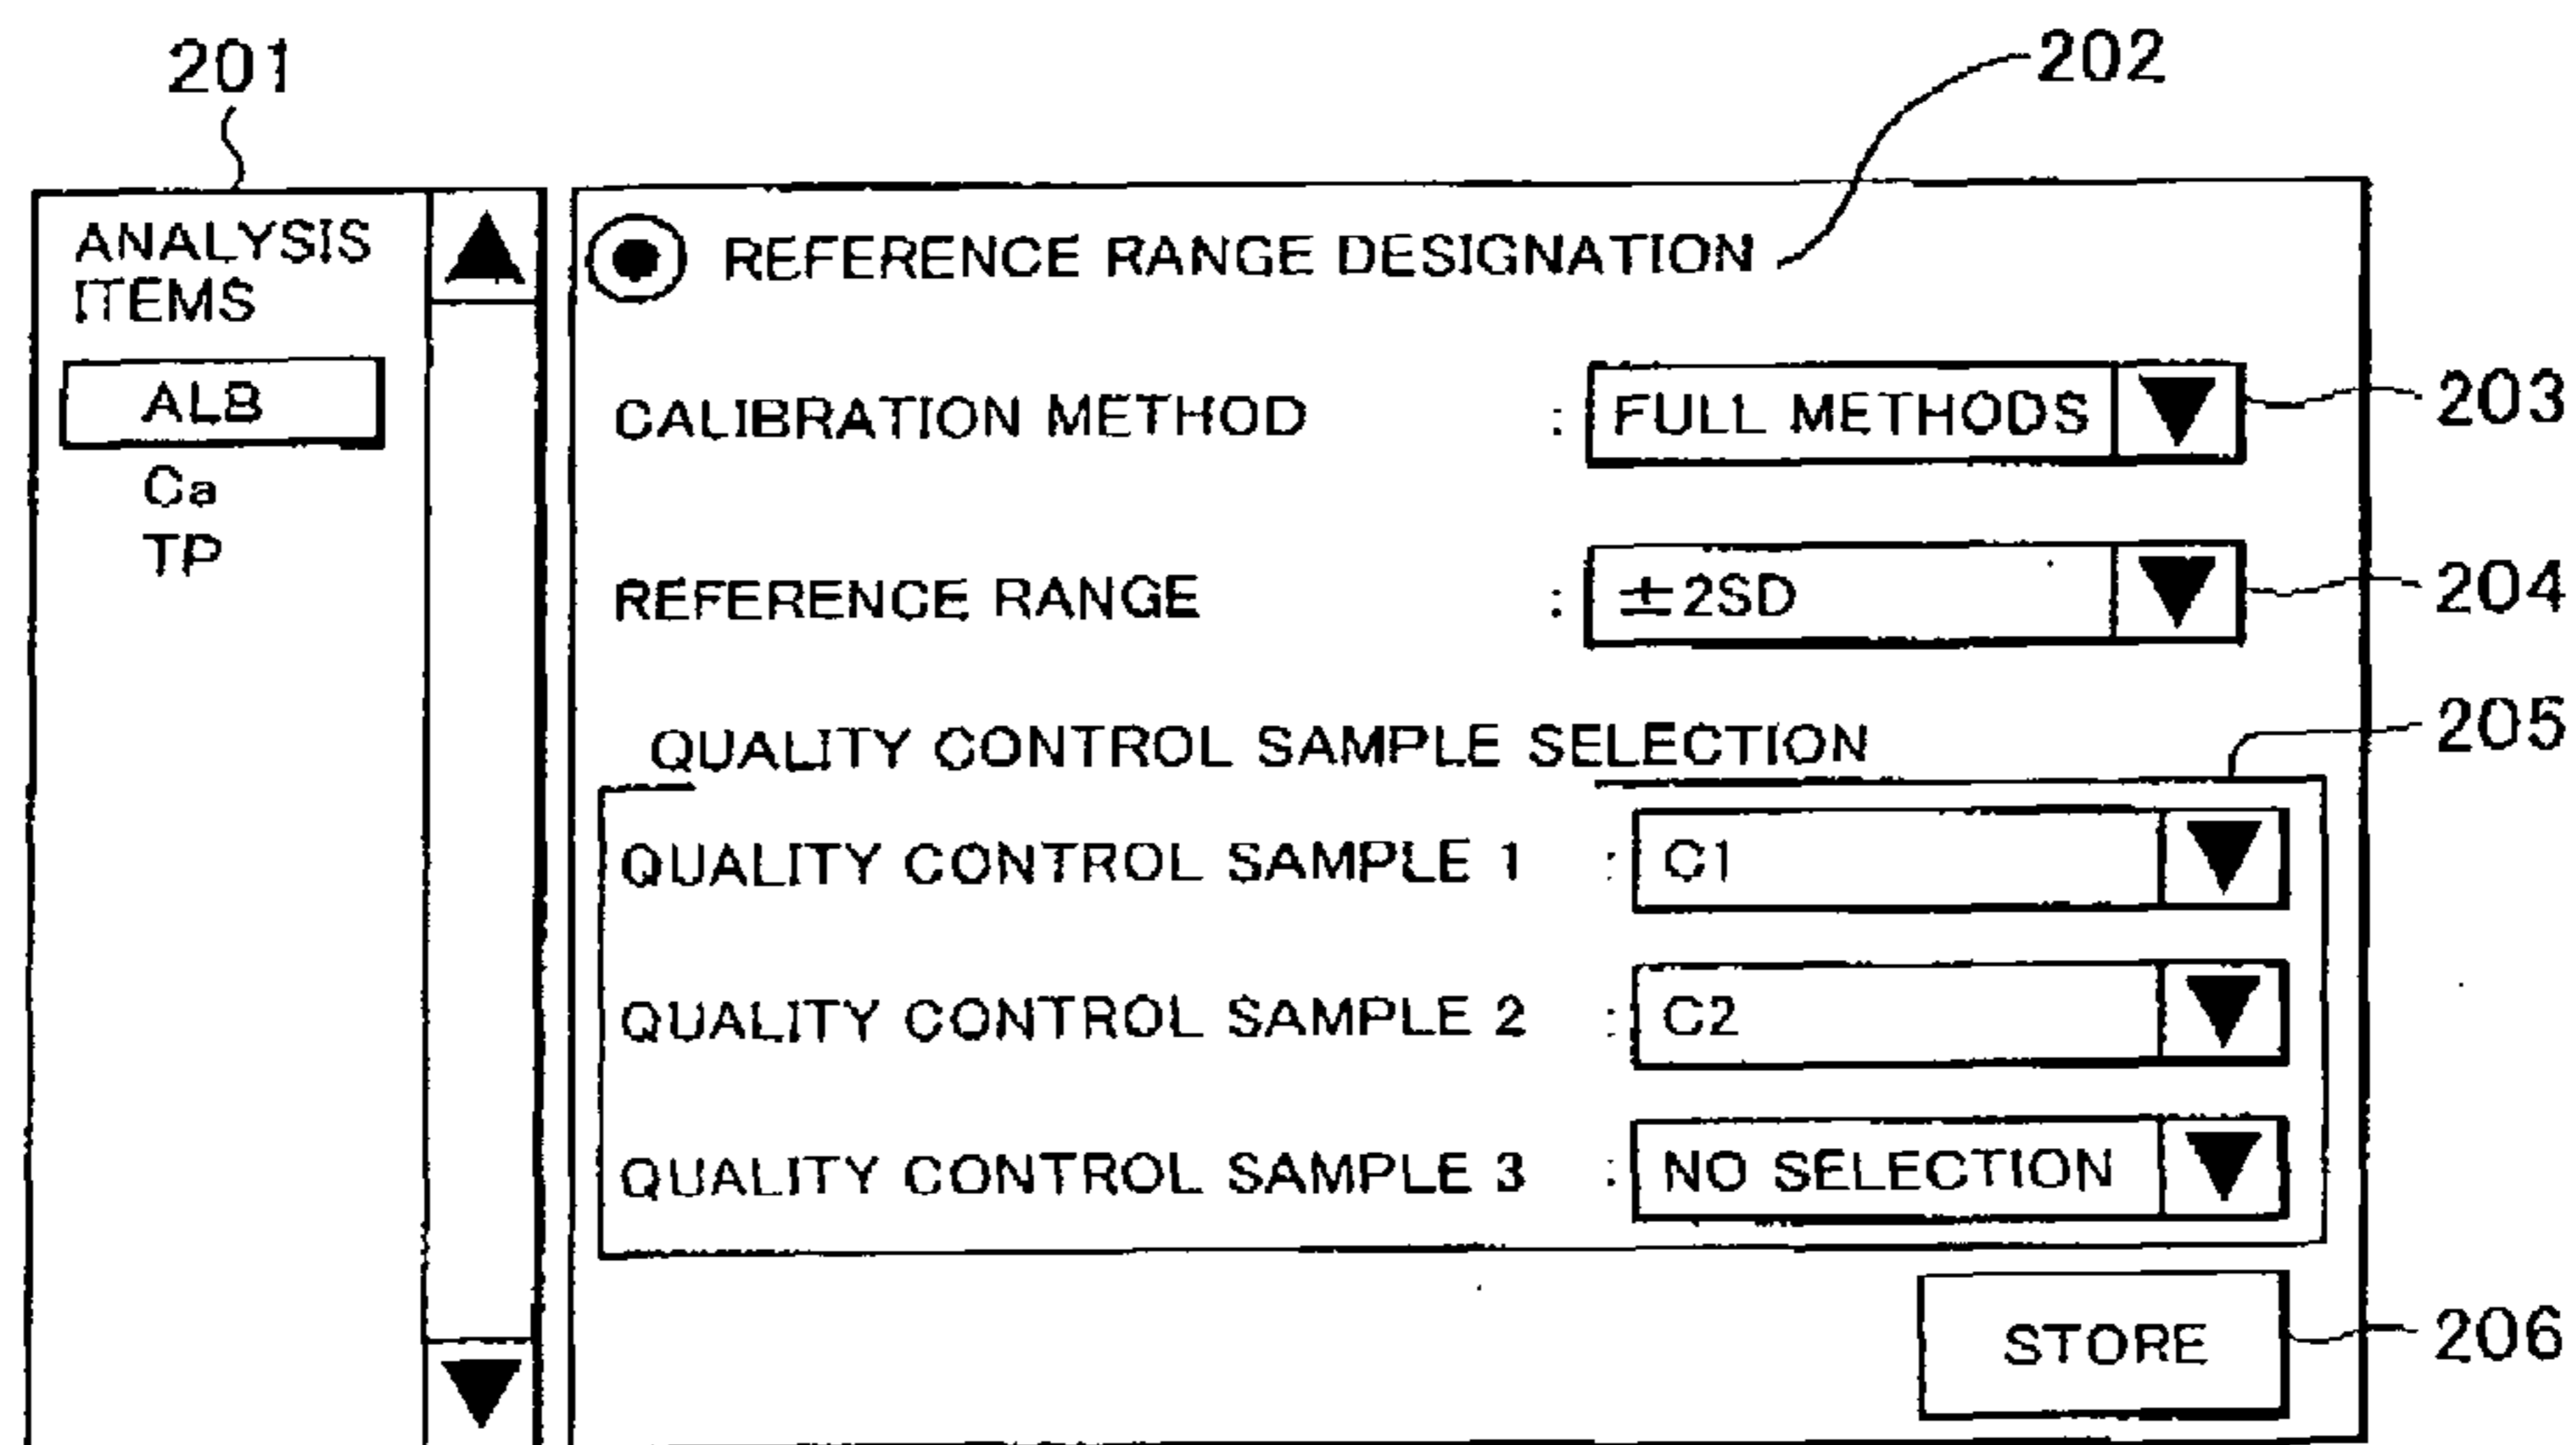 201
202
ANALYSIS
ITEMS
ALB
Ca
TP
REFERENCE RANGE DESIGNATION
CALIBRATION METHOD : FULL METHODS
203
REFERENCE RANGE : ±2SD
204
QUALITY CONTROL SAMPLE SELECTION
205
QUALITY CONTROL SAMPLE 1 : C1
QUALITY CONTROL SAMPLE 2 : C2
QUALITY CONTROL SAMPLE 3 : NO SELECTION
STORE
206